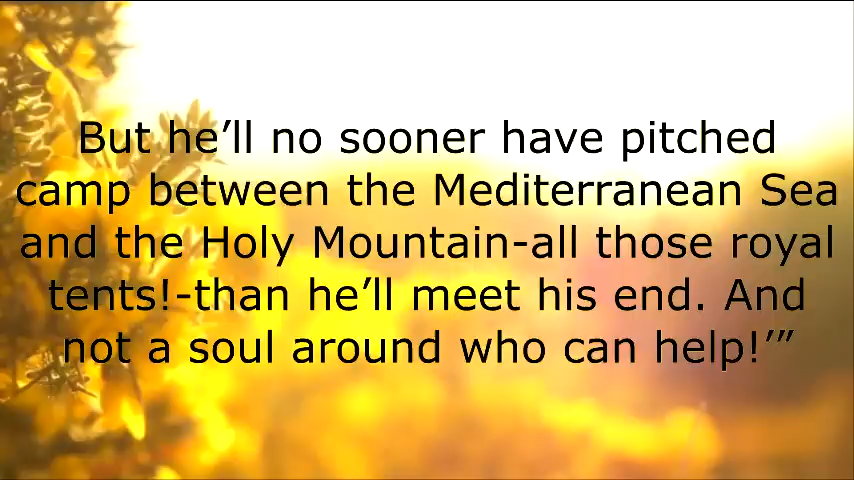 But he’ll no sooner have pitched
camp between the Mediterranean Sea
and the Holy Mountain-all those royal
tents!-than he’ll meet his end. And
not a soul around who can help!’”